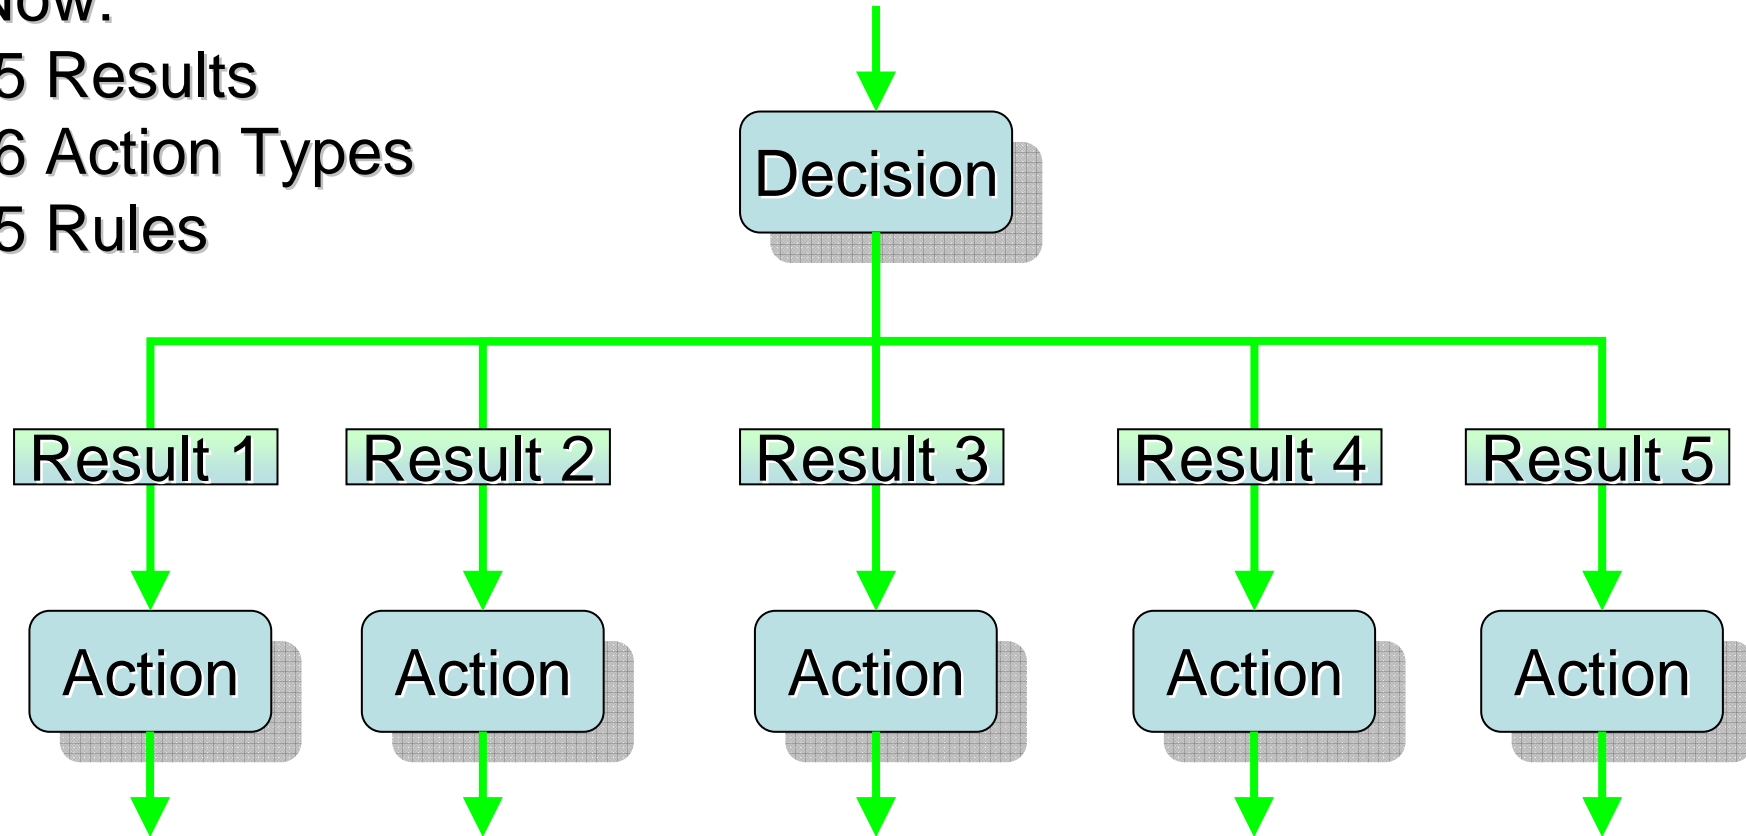 Now:
5 Results
6 Action Types
5 Rules
Decision
Result 1 Result 2 Result 3 Result 4 Result 5
Action Action Action Action Action